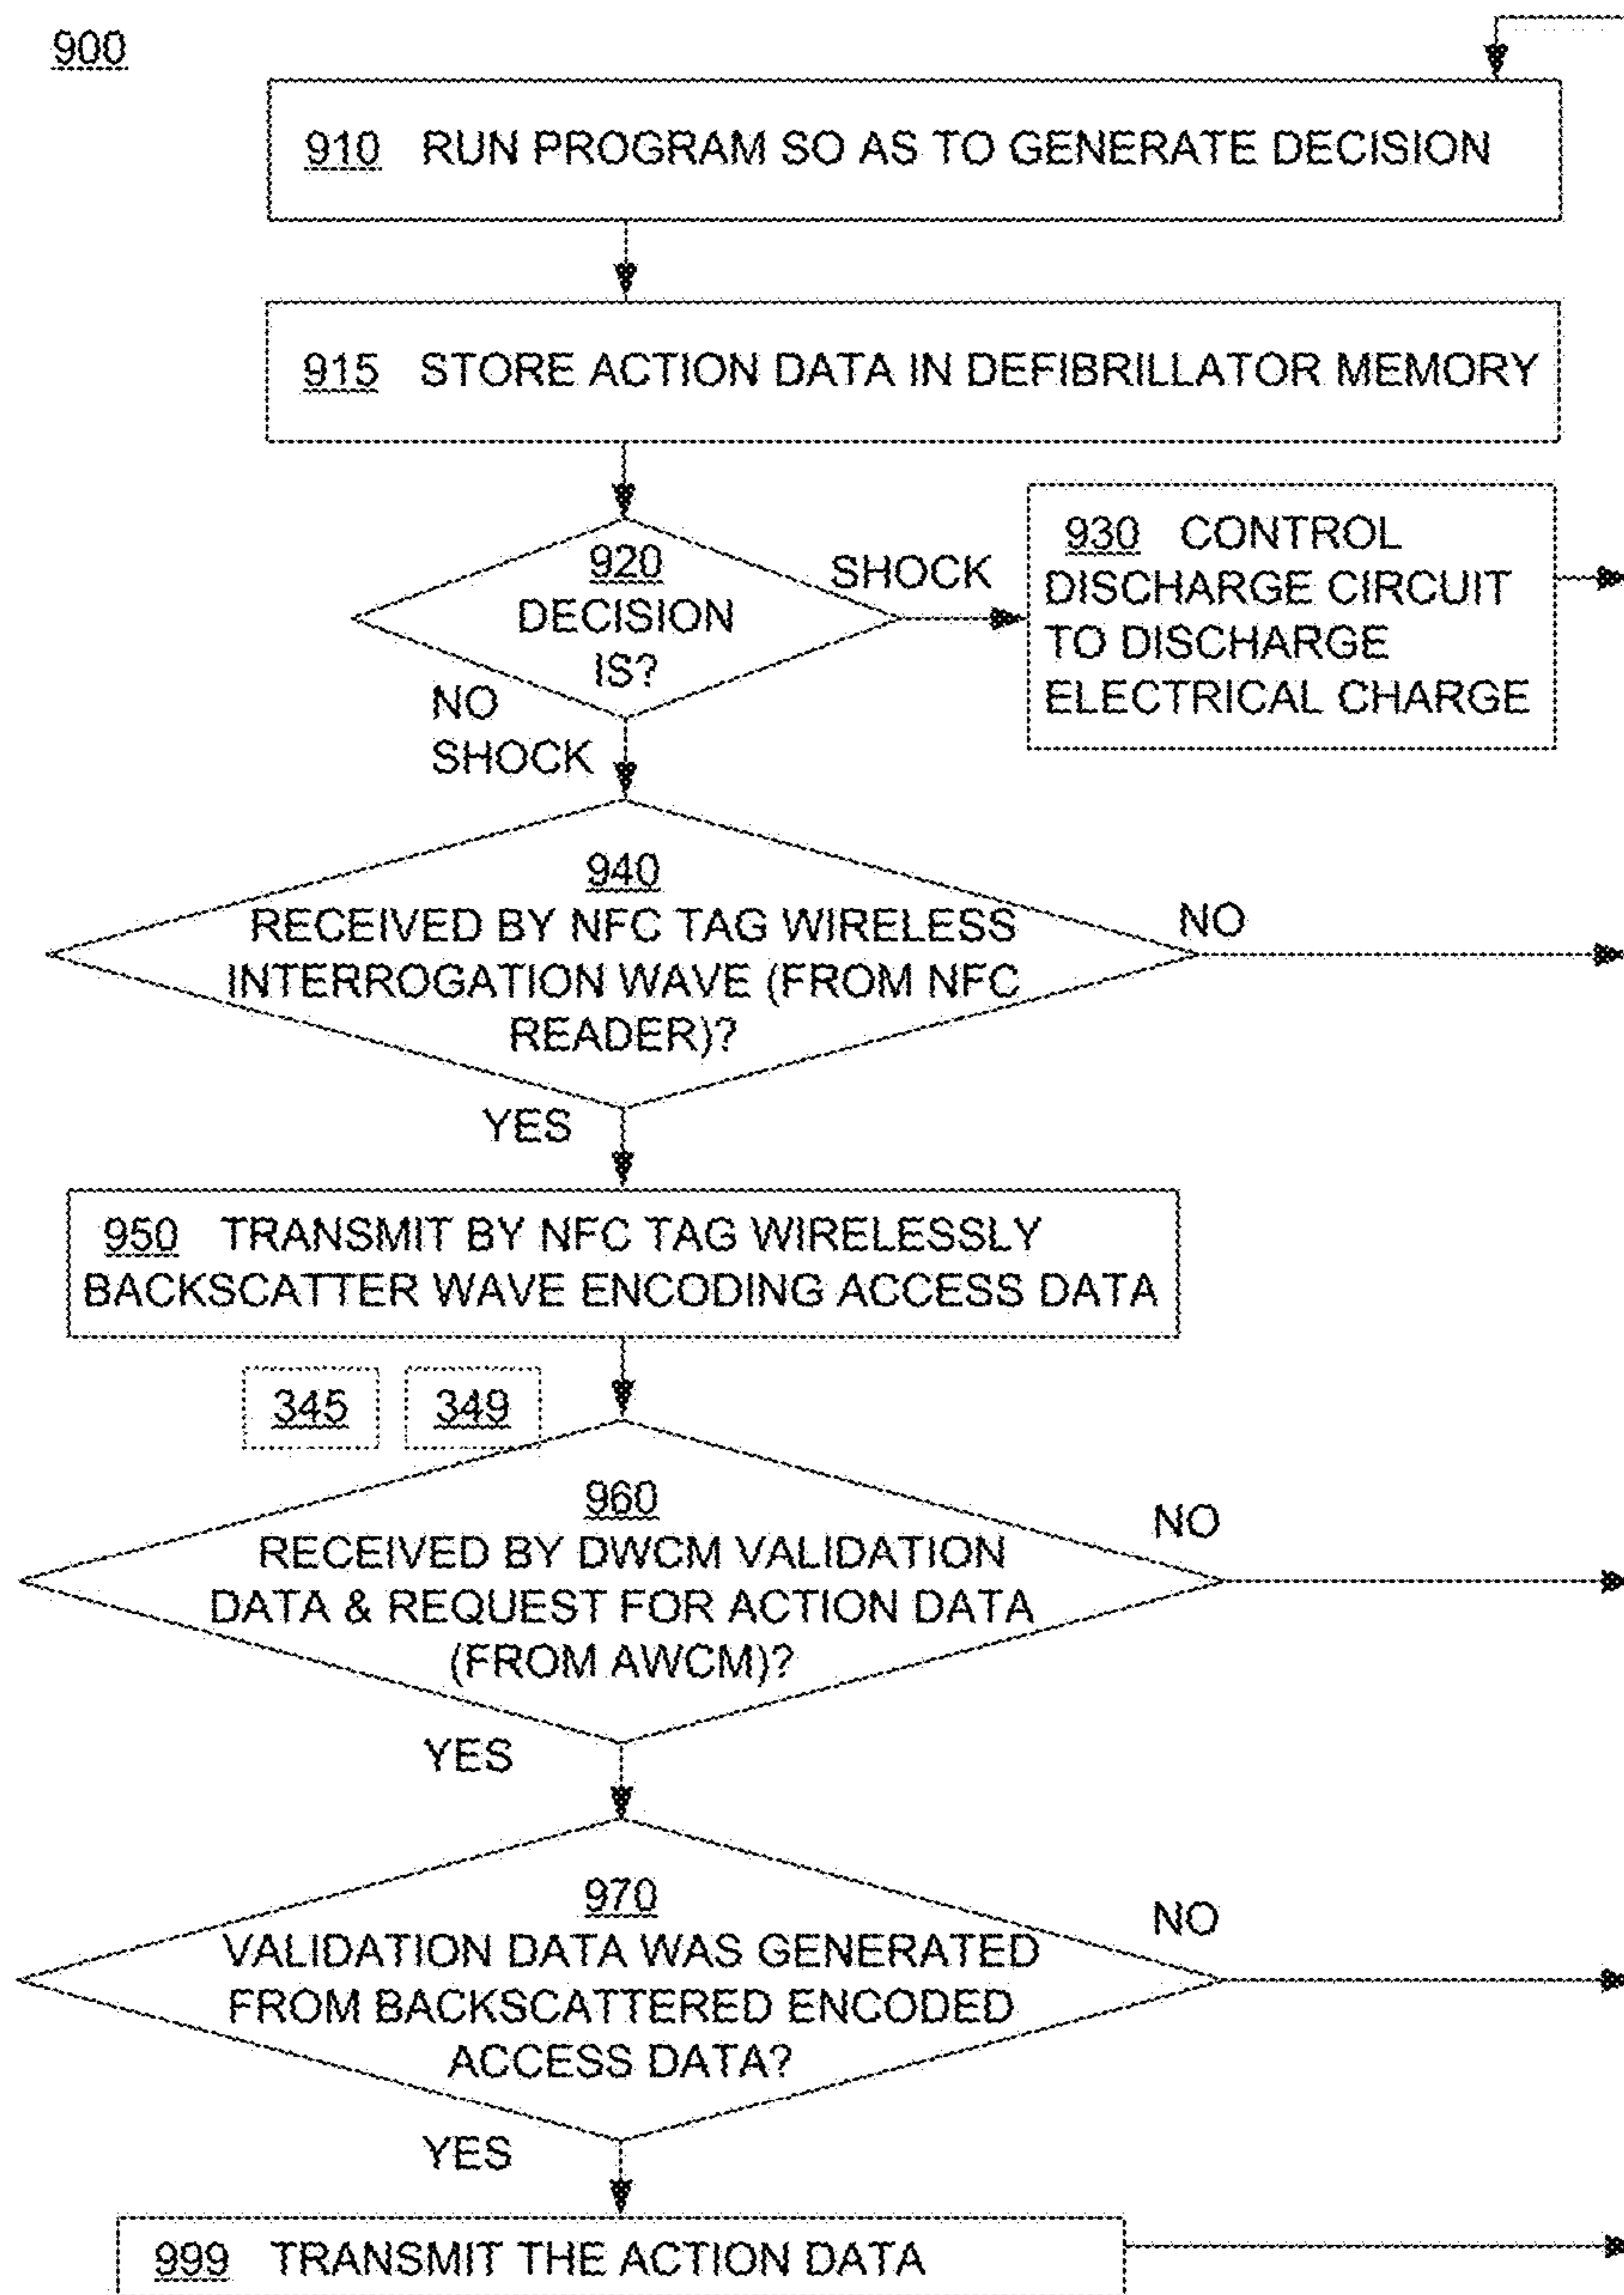 900
910 RUN PROGRAM SO AS TO GENERATE DECISION
915 STORE ACTION DATA IN DEFIBRILLATOR MEMORY
920
DECISION
IS?
SHOCK
930 CONTROL
DISCHARGE CIRCUIT
TO DISCHARGE
ELECTRICAL CHARGE
NO
SHOCK
940
RECEIVED BY NFC TAG WIRELESS
INTERROGATION WAVE (FROM NFC
READER)?
NO
YES
950 TRANSMIT BY NFC TAG WIRELESSLY
BACKSCATTER WAVE ENCODING ACCESS DATA
345 349
960
RECEIVED BY DWCM VALIDATION
DATA & REQUEST FOR ACTION DATA
(FROM AWCM)?
NO
YES
970
VALIDATION DATA WAS GENERATED
FROM BACKSCATTERED ENCODED
ACCESS DATA?
NO
YES
999 TRANSMIT THE ACTION DATA